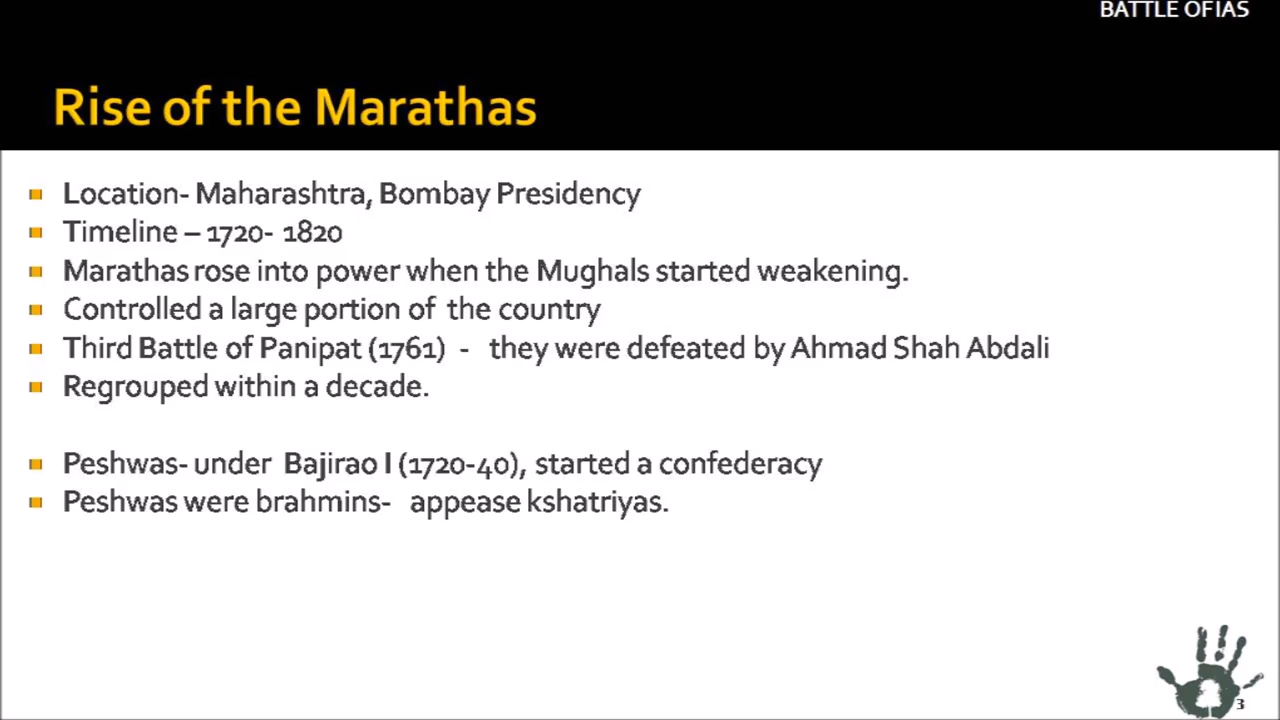 BATTLE OF IAS
Rise of the Marathas
Location- Maharashtra, Bombay Presidency
Timeline – 1720- 1820
Marathas rose into power when the Mughals started weakening.
Controlled a large portion of the country
Third Battle of Panipat (1761) - they were defeated by Ahmad Shah Abdali
Regrouped within a decade.
Peshwas- under Bajirao I (1720-40), started a confederacy
Peshwas were brahmins- appease kshatriyas.
3